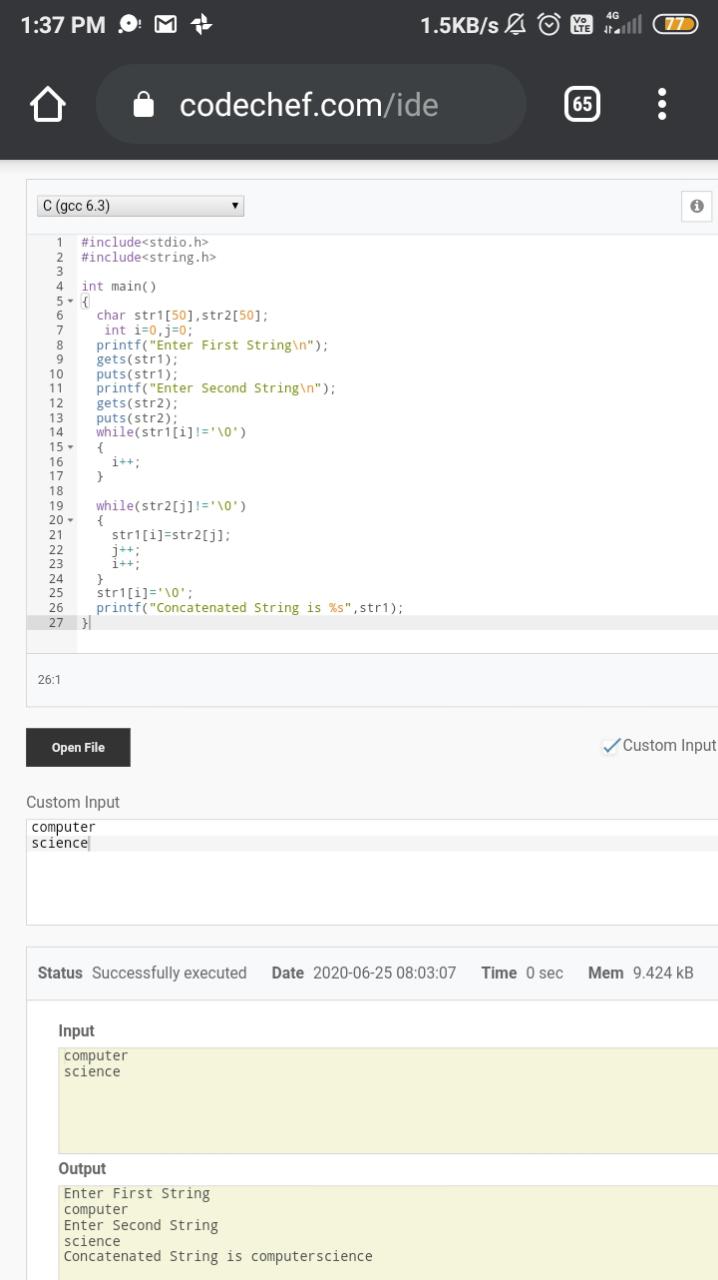 1:37 PM 1.5KB/s Vo LTE 4G 77
codechef.com/ide 65
C (gcc 6.3)
1 #include<stdio.h>
2 #include<string.h>
3
4 int main()
5 {
6 char str1[50],str2[50];
7 int i=0,j=0;
8 printf("Enter First String\n");
9 gets(str1);
10 puts(str1);
11 printf("Enter Second String\n");
12 gets(str2);
13 puts(str2);
14 while(str1[i]!='\0')
15 {
16 i++;
17 }
18
19 while(str2[j]!='\0')
20 {
21 str1[i]=str2[j];
22 j++;
23 i++;
24 }
25 str1[i]='\0';
26 printf("Concatenated String is %s",str1);
27 }
26:1
Open File Custom Input
Custom Input
computer
science
Status Successfully executed Date 2020-06-25 08:03:07 Time 0 sec Mem 9.424 kB
Input
computer
science
Output
Enter First String
computer
Enter Second String
science
Concatenated String is computerscience